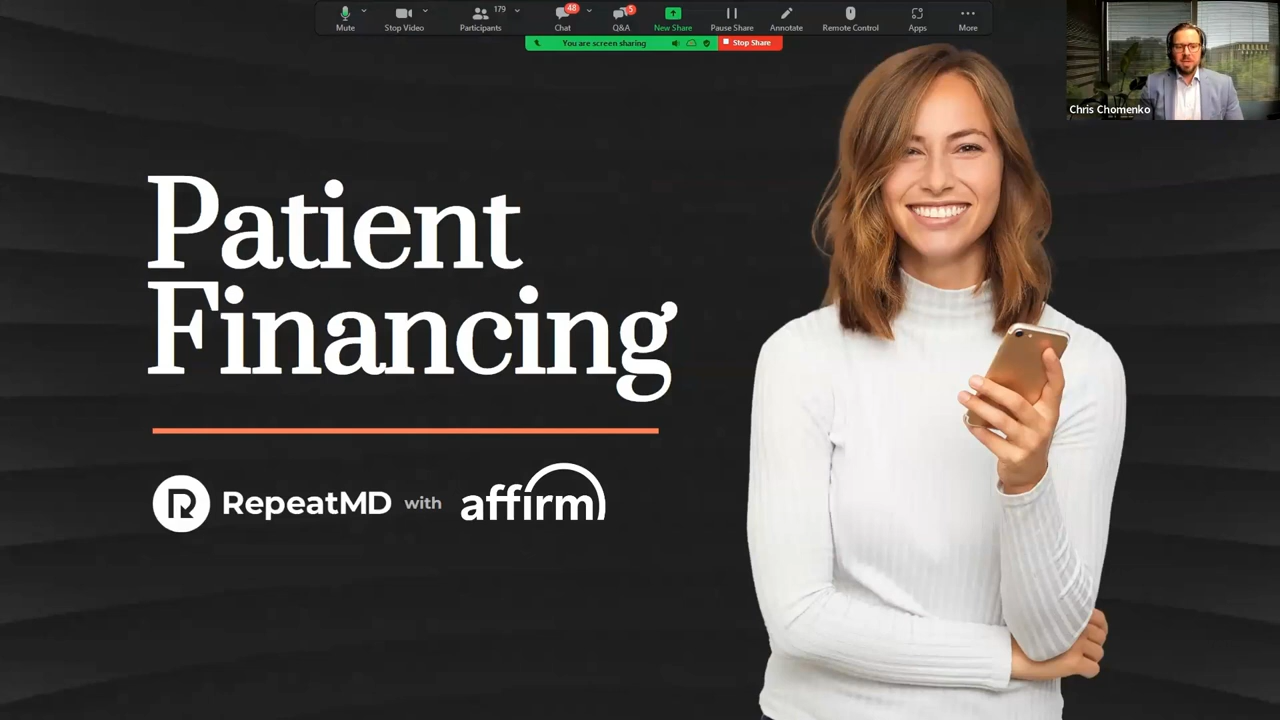 179
48
5
Mute
Stop Video
Participants
Chat
Q&A
New Share
Pause Share
Annotate
Remote Control
Apps
More
You are screen sharing
Stop Share
Chris Chomenko
Patient
Financing
RepeatMD with affirm